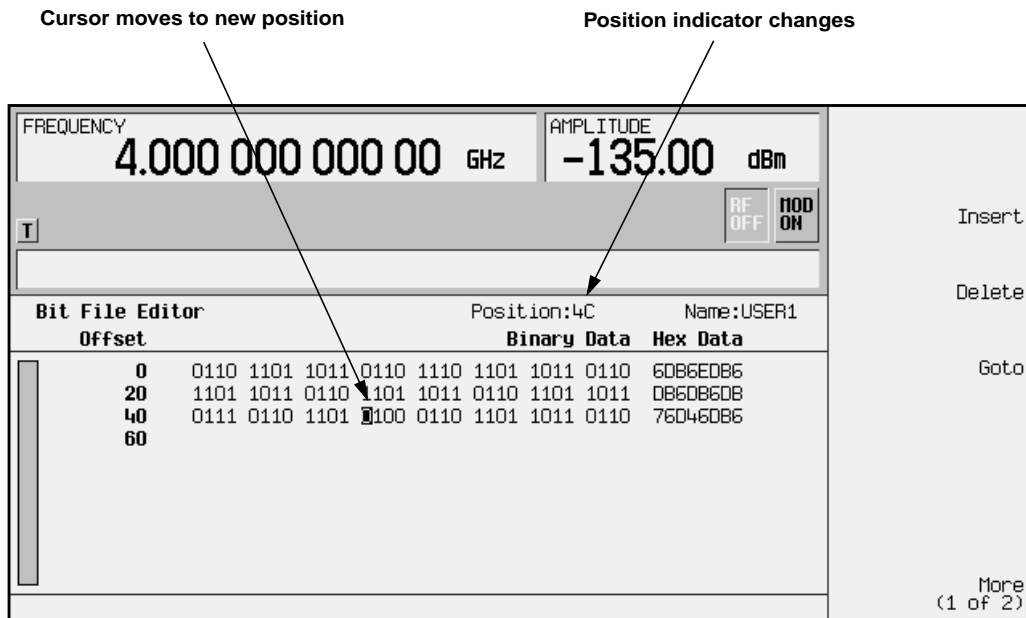 Cursor moves to new position
Position indicator changes
FREQUENCY
4.000 000 000 00 GHz
AMPLITUDE
-135.00 dBm
RF OFF
MOD ON
T
Insert
Delete
Goto
More
(1 of 2)
Bit File Editor Position:4C Name:USER1
Offset Binary Data Hex Data
0 0110 1101 1011 0110 1110 1101 1011 0110 6DB6EDB6
20 1101 1011 0110 1101 1011 0110 1101 1011 DB6DB6DB
40 0111 0110 1101 0100 0110 1101 1011 0110 76D46DB6
60